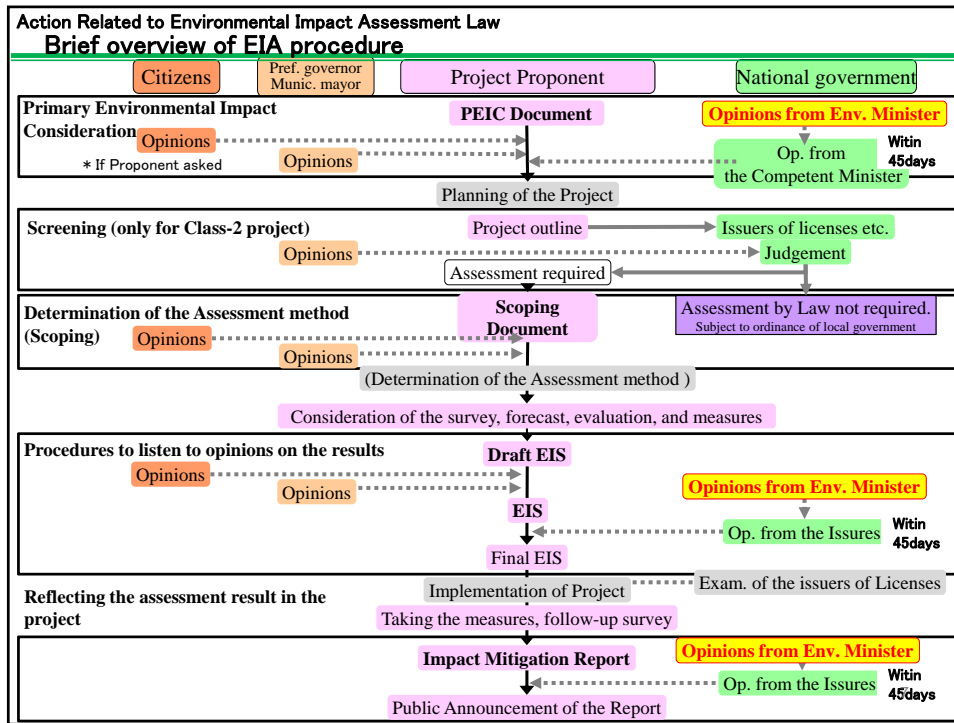 Action Related to Environmental Impact Assessment Law
Brief overview of EIA procedure
Citizens
Pref. governor
Munic. mayor
Project Proponent
National government
Primary Environmental Impact
Consideration
PEIC Document
Opinions from Env. Minister
Opinions
* If Proponent asked
Opinions
Op. from
the Competent Minister
Witin
45days
Planning of the Project
Screening (only for Class-2 project)
Project outline
Issuers of licenses etc.
Opinions
Judgement
Assessment required
Determination of the Assessment method
(Scoping)
Scoping
Document
Assessment by Law not required.
Subject to ordinance of local government
Opinions
Opinions
(Determination of the Assessment method )
Consideration of the survey, forecast, evaluation, and measures
Procedures to listen to opinions on the results
Draft EIS
Opinions
Opinions
Opinions from Env. Minister
EIS
Op. from the Issures
Witin
45days
Final EIS
Implementation of Project
Exam. of the issuers of Licenses
Reflecting the assessment result in the
project
Taking the measures, follow-up survey
Impact Mitigation Report
Opinions from Env. Minister
Op. from the Issures
Witin
45days
Public Announcement of the Report